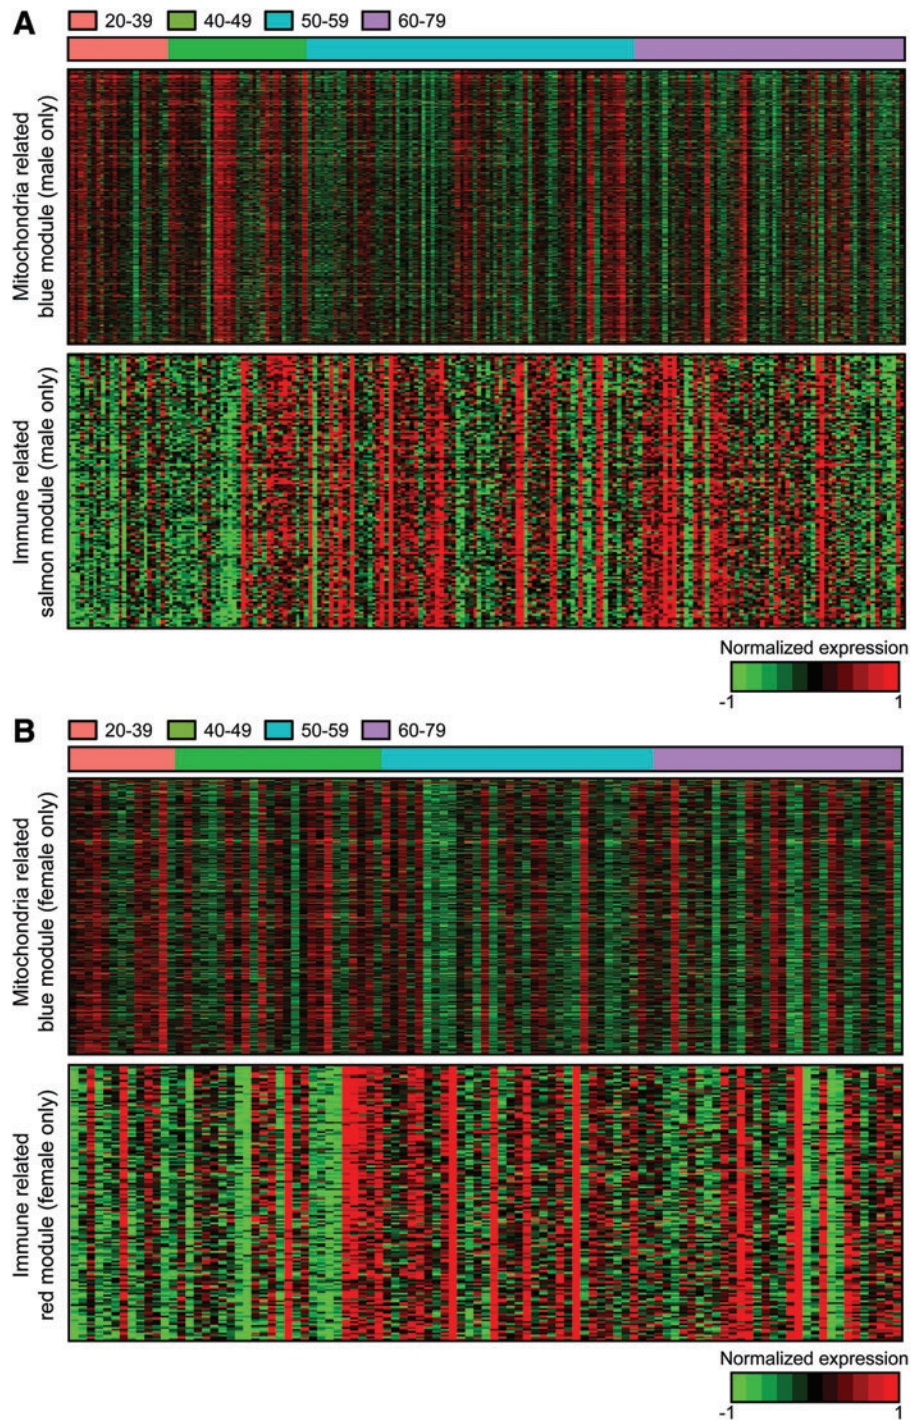 A
20-39 40-49 50-59 60-79
Mitochondria related
blue module (male only)
Immune related
salmon module (male only)
Normalized expression
-1 1
B
20-39 40-49 50-59 60-79
Mitochondria related
blue module (female only)
Immune related
red module (female only)
Normalized expression
-1 1